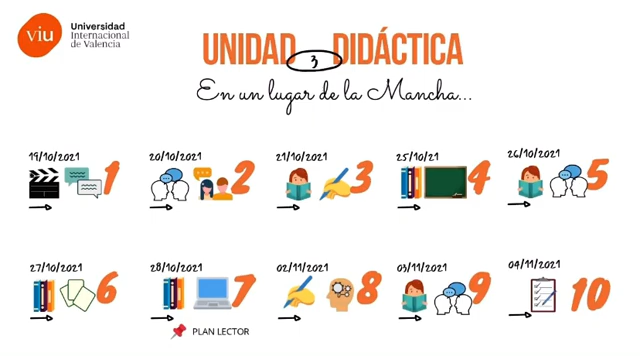 viu
Universidad
Internacional
de Valencia
UNIDAD 3 DIDÁCTICA
En un lugar de la Mancha...
19/10/2021
1
20/10/2021
2
21/10/2021
3
25/10/21
4
26/10/2021
5
27/10/2021
6
28/10/2021
7
02/11/2021
8
03/11/2021
9
04/11/2021
10
PLAN LECTOR